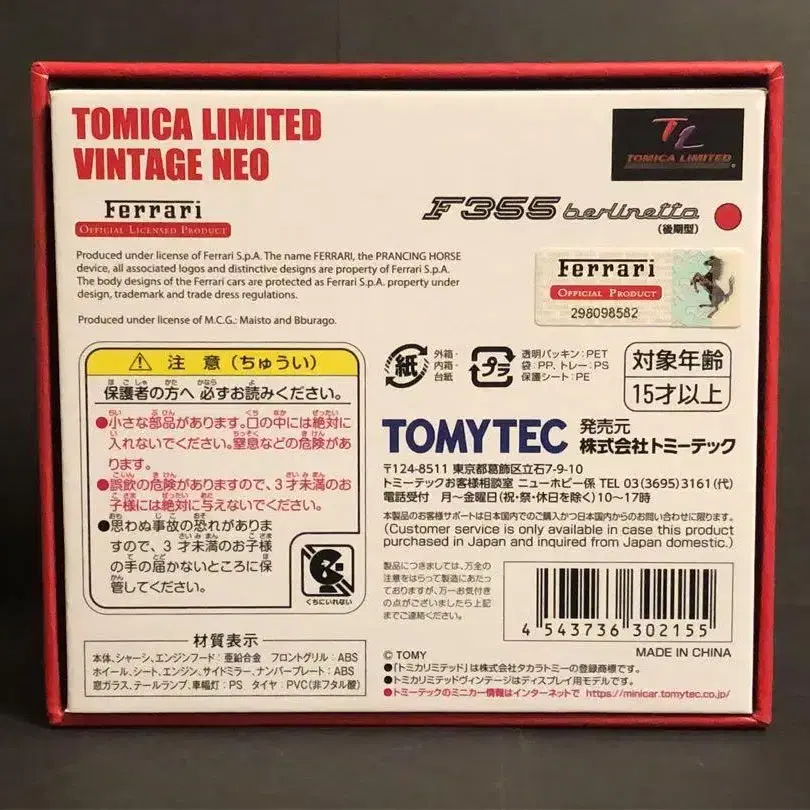 TOMICA LIMITED
VINTAGE NEO
TL
TOMICA LIMITED
Ferrari
OFFICIAL LICENSED PRODUCT
F355 berlinetta
(後期型)
Produced under license of Ferrari S.p.A. The name FERRARI, the PRANCING HORSE
device, all associated logos and distinctive designs are property of Ferrari S.p.A.
The body designs of the Ferrari cars are protected as Ferrari S.p.A. property under
design, trademark and trade dress regulations.
Produced under license of M.C.G.: Maisto and Bburago.
Ferrari
OFFICIAL PRODUCT
298098582
注 意 (ちゅうい)
保護者の方へ 必ずお読みください。
●小さな部品があります。口の中には絶対に
入れないでください。窒息などの危険があ
ります。
●誤飲の危険がありますので、3才未満のお
子様には絶対に与えないでください。
●思わぬ事故の恐れがありま
すので、3 才未満のお子様
の手の届かないところに保
管してください。
くちにいれない
紙
外箱・
内箱・
台紙
プラ
透明パッキン:PET
袋:PP、トレー:PS
保護シート:PE
対象年齢
15才以上
TOMYTEC
発売元
株式会社トミーテック
〒124-8511 東京都葛飾区立石7-9-10
トミーテックお客様相談室 ニューホビー係 TEL 03(3695)3161(代)
電話受付 月~金曜日(祝・祭・休日を除く)10~17時
本製品のお客様サポートは日本国内でのご購入かつ日本国内からのお問い合わせに限ります。
(Customer service is only available in case this product
purchased in Japan and inquired from Japan domestic.)
製品につきましては、万全の
注意をはらって製造にあたっ
ておりますが、万一お気付き
の点がございましたら上記
までご連絡ください。
4 543736 302155
MADE IN CHINA
材質表示
本体、シャーシ、エンジンフード:亜鉛合金 フロントグリル:ABS
ホイール、シート、エンジン、サイドミラー、ナンバープレート:ABS
窓ガラス、テールランプ、車幅灯:PS タイヤ:PVC(非フタル酸)
© TOMY
●「トミカリミテッド」は株式会社タカラトミーの登録商標です。
●トミカリミテッドヴィンテージはディスプレイ用モデルです。
●トミーテックのミニカー情報はインターネットで https://minicar.tomytec.co.jp/